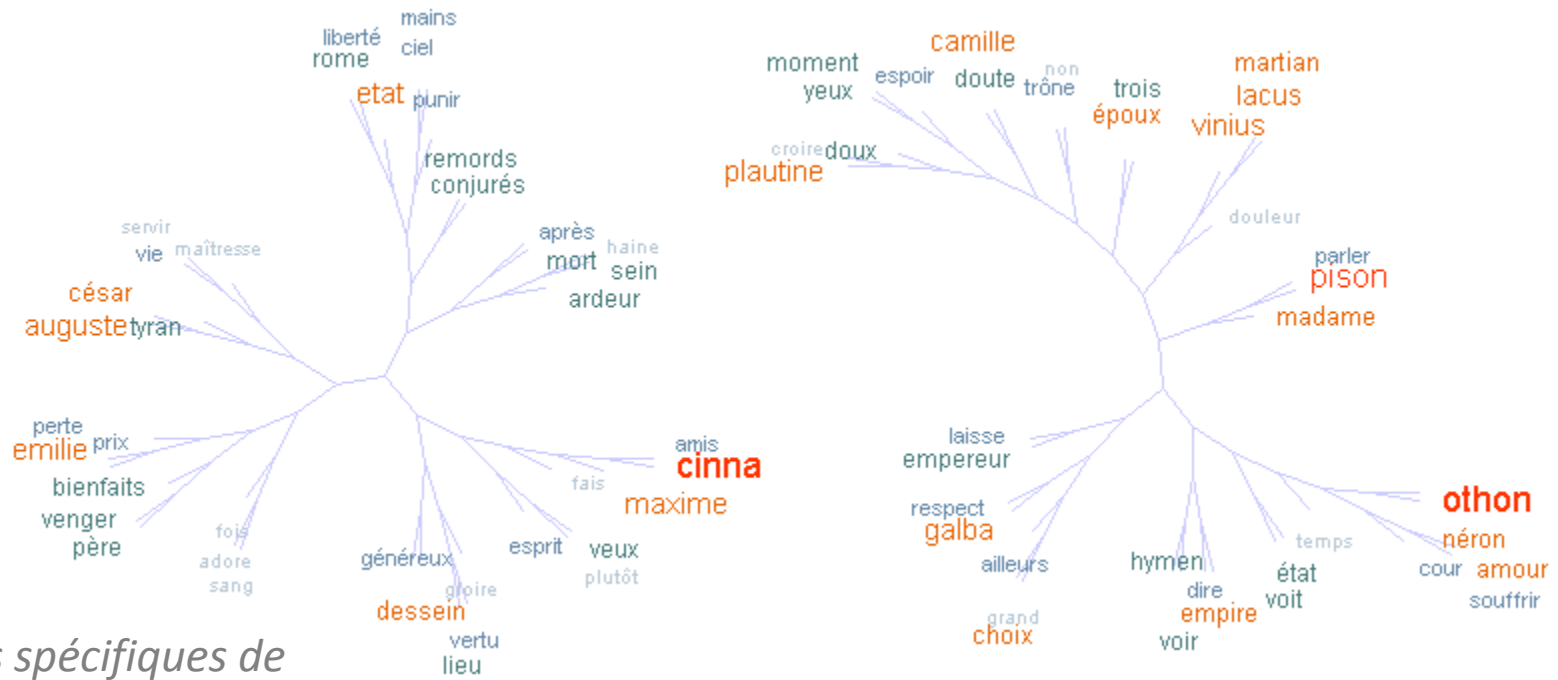 mains
liberté
ciel
rome
etat
punir
remords
conjurés
après
haine
mort
sein
ardeur
servir
vie
maîtresse
césar
auguste
tyran
perte
emilie
prix
bienfaits
venger
père
fois
adore
sang
généreux
gloire
dessein
vertu
lieu
esprit
veux
plutôt
amis
cinna
fais
maxime
camille
moment
espoir
doute
non
yeux
trône
trois
époux
martian
lacus
vinius
croire
doux
plautine
douleur
parler
pison
madame
laisse
empereur
respect
galba
ailleurs
grand
choix
hymen
dire
empire
voir
état
voit
temps
othon
néron
cour
amour
souffrir
spécifiques de